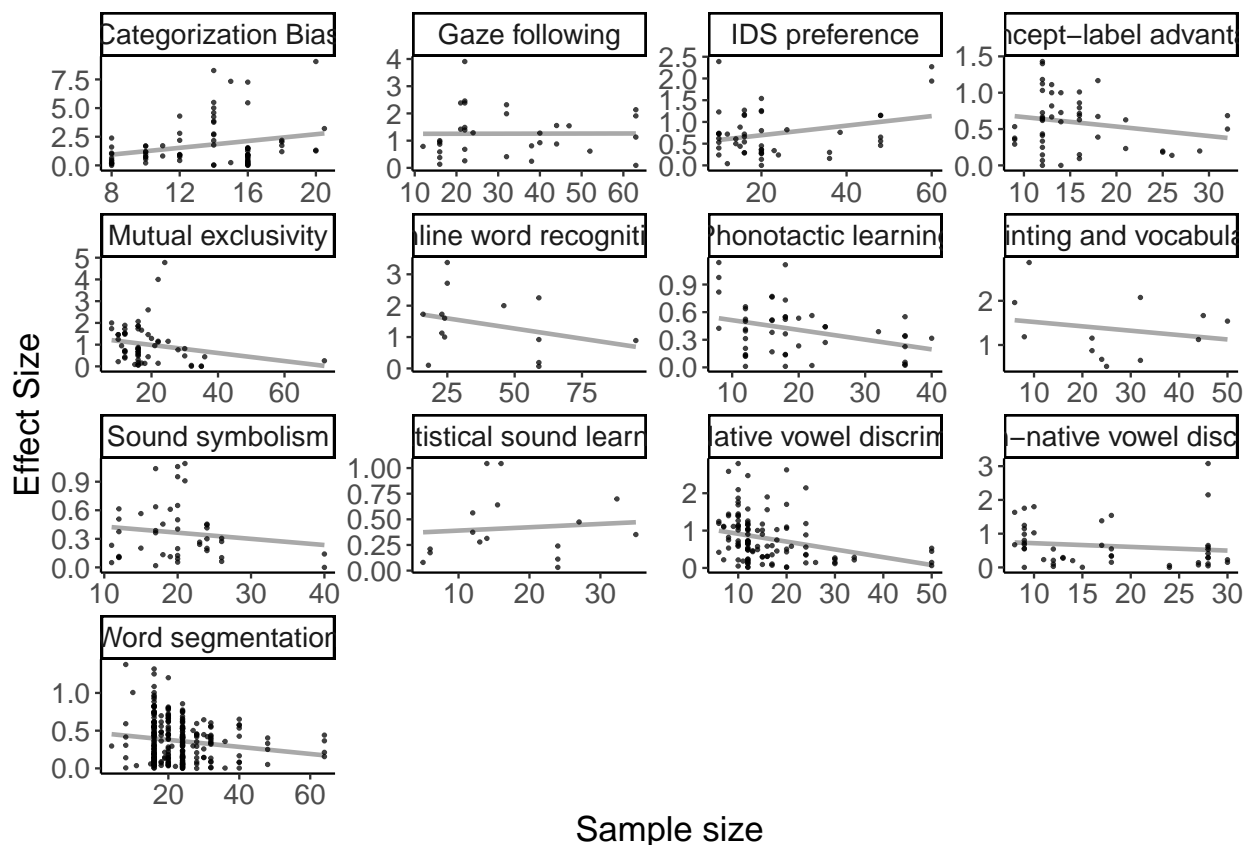 Categorization Bias
Gaze following
IDS preference
ncept−label advanta
7.5
5.0
2.5
0.0
8 12 16 20
4
3
2
1
0
10 20 30 40 50 60
2.5
2.0
1.5
1.0
0.5
0.0
10 20 30 40 50 60
1.5
1.0
0.5
0.0
10 15 20 25 30
Mutual exclusivity
nline word recogniti
Phonotactic learning
inting and vocabula
5
4
3
2
1
0
20 40 60
3
2
1
0
25 50 75
0.9
0.6
0.3
0.0
10 20 30 40
2
1
10 20 30 40 50
Sound symbolism
tistical sound learn
lative vowel discrim
n−native vowel disc
0.9
0.6
0.3
0.0
10 20 30 40
1.00
0.75
0.50
0.25
0.00
10 20 30
2
1
0
10 20 30 40 50
3
2
1
0
10 15 20 25 30
Word segmentation
1.0
0.5
0.0
20 40 60
Effect Size
Sample size